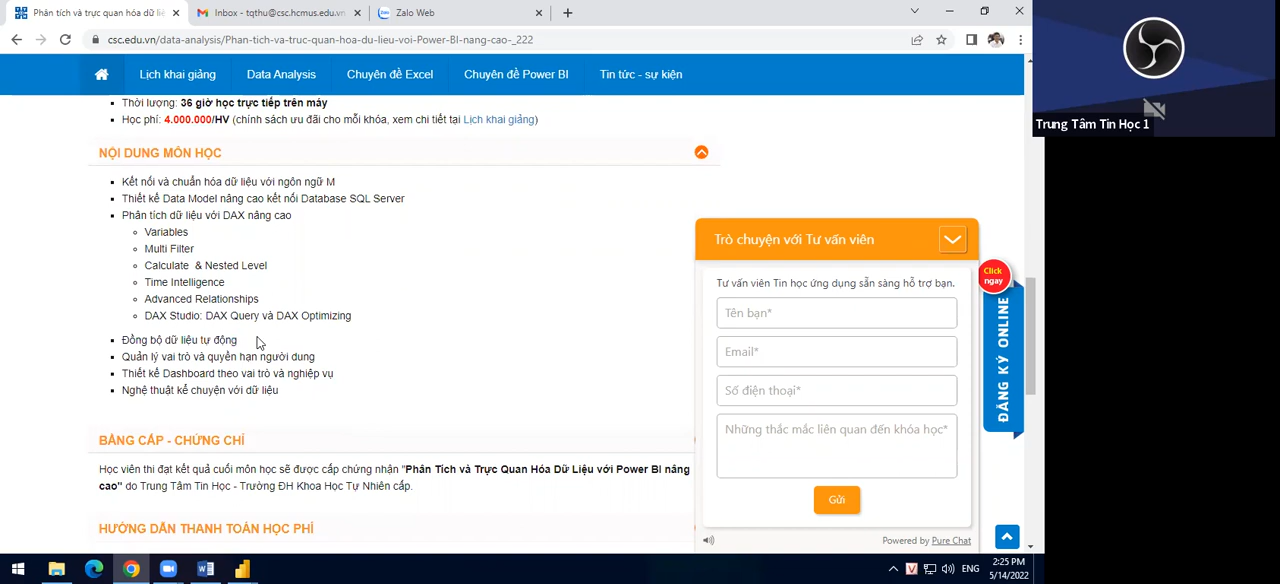 Phân tích và trực quan hóa dữ liệ
Inbox - tqthu@csc.hcmus.edu.vn
Zalo Web
csc.edu.vn/data-analysis/Phan-tich-va-truc-quan-hoa-du-lieu-voi-Power-BI-nang-cao-_222
Lịch khai giảng
Data Analysis
Chuyên đề Excel
Chuyên đề Power BI
Tin tức - sự kiện
Thời lượng: 36 giờ học trực tiếp trên máy
Học phí: 4.000.000/HV (chính sách ưu đãi cho mỗi khóa, xem chi tiết tại Lịch khai giảng)
NỘI DUNG MÔN HỌC
Kết nối và chuẩn hóa dữ liệu với ngôn ngữ M
Thiết kế Data Model nâng cao kết nối Database SQL Server
Phân tích dữ liệu với DAX nâng cao
Variables
Multi Filter
Calculate & Nested Level
Time Intelligence
Advanced Relationships
DAX Studio: DAX Query và DAX Optimizing
Đồng bộ dữ liệu tự động
Quản lý vai trò và quyền hạn người dung
Thiết kế Dashboard theo vai trò và nghiệp vụ
Nghệ thuật kể chuyện với dữ liệu
BẰNG CẤP - CHỨNG CHỈ
Học viên thi đạt kết quả cuối môn học sẽ được cấp chứng nhận "Phân Tích và Trực Quan Hóa Dữ Liệu với Power BI nâng
cao" do Trung Tâm Tin Học - Trường ĐH Khoa Học Tự Nhiên cấp.
HƯỚNG DẪN THANH TOÁN HỌC PHÍ
Trò chuyện với Tư vấn viên
Tư vấn viên Tin học ứng dụng sẵn sàng hỗ trợ bạn.
Tên bạn*
Email*
Số điện thoại*
Những thắc mắc liên quan đến khóa học*
Gửi
Powered by Pure Chat
Click
ngay
ĐĂNG KÝ ONLINE
Trung Tâm Tin Học 1
ENG
2:25 PM
5/14/2022